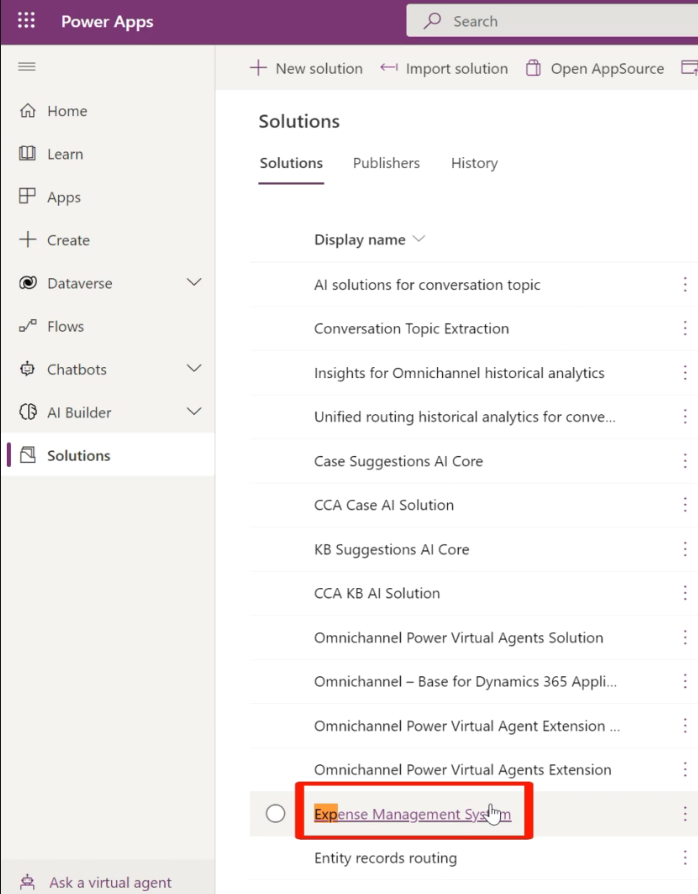 Power Apps
Search
New solution
Import solution
Open AppSource
Home
Learn
Apps
Create
Dataverse
Flows
Chatbots
AI Builder
Solutions
Ask a virtual agent
Solutions
Solutions
Publishers
History
Display name
AI solutions for conversation topic
Conversation Topic Extraction
Insights for Omnichannel historical analytics
Unified routing historical analytics for conve...
Case Suggestions AI Core
CCA Case AI Solution
KB Suggestions AI Core
CCA KB AI Solution
Omnichannel Power Virtual Agents Solution
Omnichannel – Base for Dynamics 365 Appli...
Omnichannel Power Virtual Agent Extension ...
Omnichannel Power Virtual Agents Extension
Expense Management System
Entity records routing